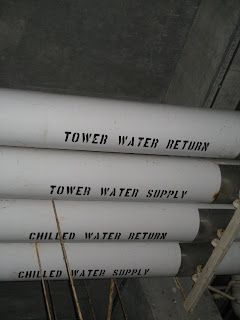 TOWER WATER RETURN
TOWER WATER SUPPLY
CHILLED WATER RETURN
CHILLED WATER SUPPLY